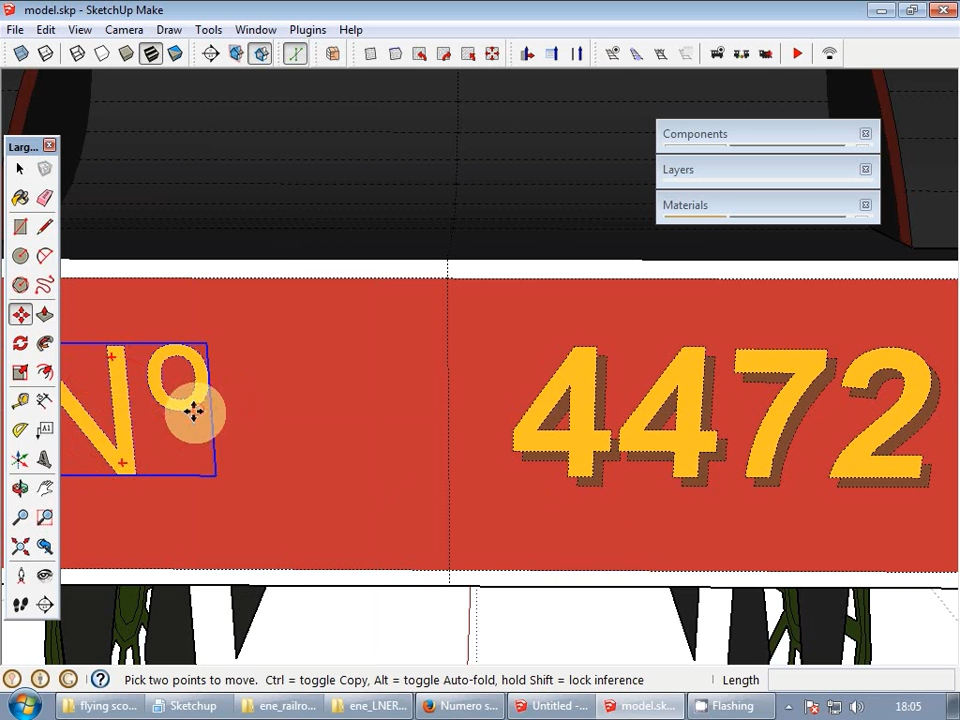 model.skp - SketchUp Make
File Edit View Camera Draw Tools Window Plugins Help
Components
Larg...
Layers
Materials
Nº 4472
A1
Pick two points to move. Ctrl = toggle Copy, Alt = toggle Auto-fold, hold Shift = lock inference
Length
flying sco...
Sketchup
ene_railro...
ene_LNER...
Numero s...
Untitled -...
model.sk...
Flashing
18:05